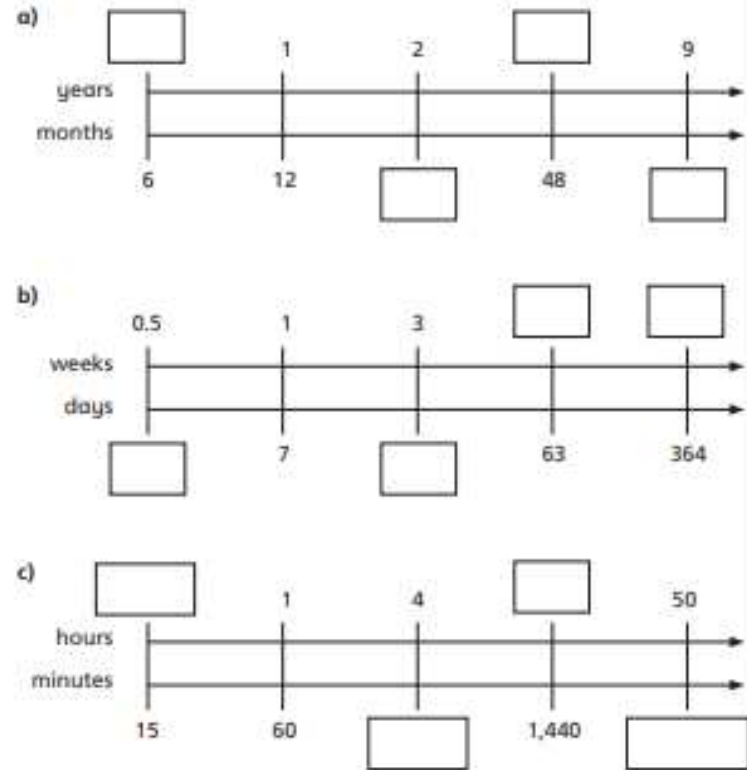 a)
1 2 9
years
months
6 12 48
b)
0.5 1 3
weeks
days
7 63 364
c)
1 4 50
hours
minutes
15 60 1,440